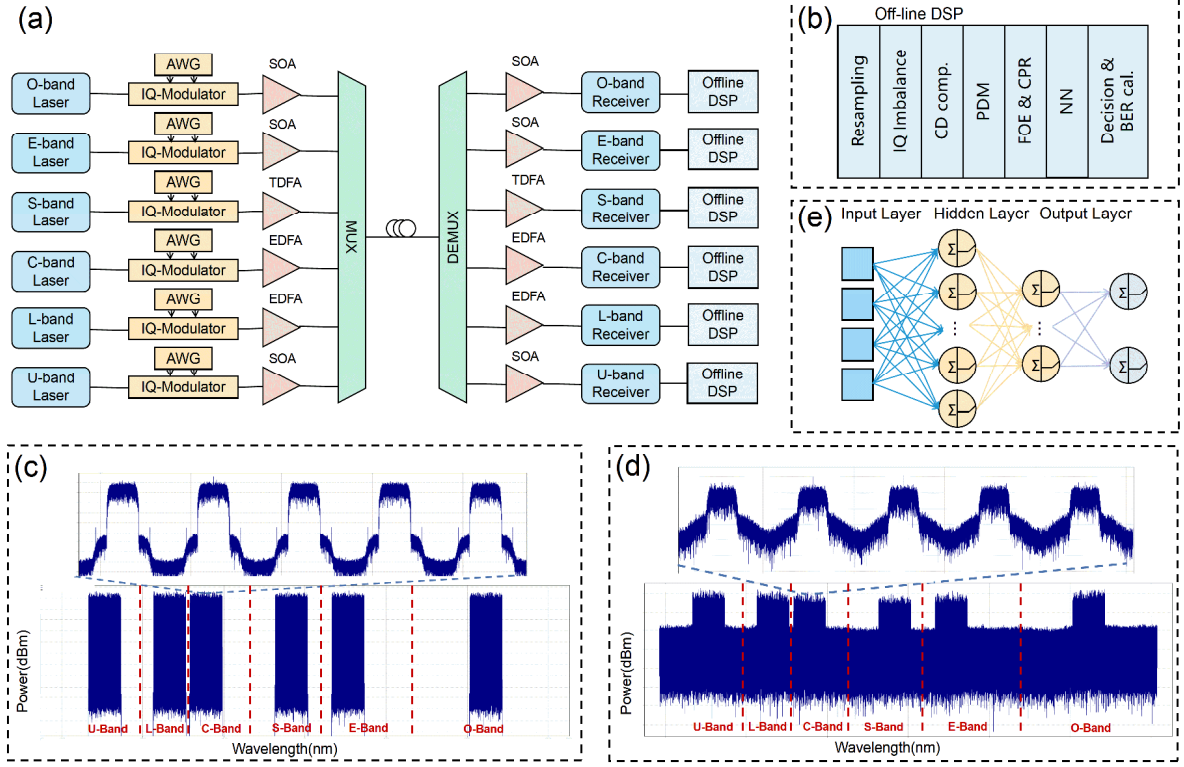 (a)
AWG
SOA
O-band
Laser
IQ-Modulator
AWG
SOA
E-band
Laser
IQ-Modulator
AWG
TDFA
S-band
Laser
IQ-Modulator
AWG
EDFA
C-band
Laser
IQ-Modulator
AWG
EDFA
L-band
Laser
IQ-Modulator
AWG
SOA
U-band
Laser
IQ-Modulator
MUX
DEMUX
SOA
O-band
Receiver
Offline
DSP
SOA
E-band
Receiver
Offline
DSP
TDFA
S-band
Receiver
Offline
DSP
EDFA
C-band
Receiver
Offline
DSP
EDFA
L-band
Receiver
Offline
DSP
SOA
U-band
Receiver
Offline
DSP
(b)
Off-line DSP
Resampling
IQ Imbalance
CD comp.
PDM
FOE & CPR
NN
Decision &
BER cal.
(e)
Input Layer Hidden Layer Output Layer
Σ
Σ
Σ
Σ
Σ
Σ
Σ
Σ
(c)
Power(dBm)
U-Band L-Band C-Band S-Band E-Band O-Band
Wavelength(nm)
(d)
Power(dBm)
U-Band L-Band C-Band S-Band E-Band O-Band
Wavelength(nm)